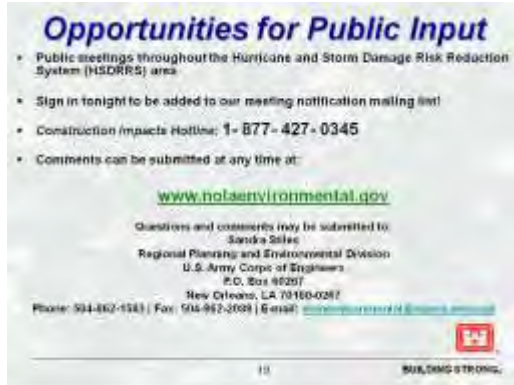 Opportunities for Public Input
• Public meetings throughout the Hurricane and Storm Damage Risk Reduction
System (HSDRRS) area
• Sign in tonight to be added to our meeting notification mailing list!
• Construction Impacts Hotline: 1- 877- 427- 0345
• Comments can be submitted at any time at:
www.nolaenvironmental.gov
Questions and comments may be submitted to:
Sandra Stiles
Regional Planning and Environmental Division
U.S. Army Corps of Engineers
P.O. Box 60267
New Orleans, LA 70160-0267
Phone: 504-862-1583 | Fax: 504-862-2088 | E-mail:
BUILDING STRONG®